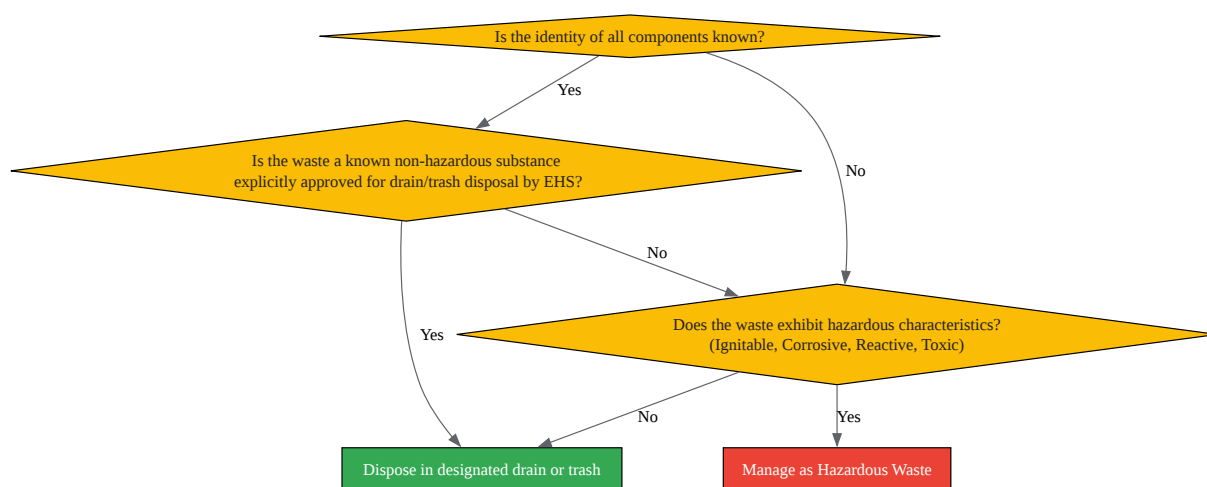 Is the identity of all components known?
Yes
Is the waste a known non-hazardous substance
explicitly approved for drain/trash disposal by EHS?
No
No
Does the waste exhibit hazardous characteristics?
(Ignitable, Corrosive, Reactive, Toxic)
Yes
No
Yes
Dispose in designated drain or trash
Manage as Hazardous Waste